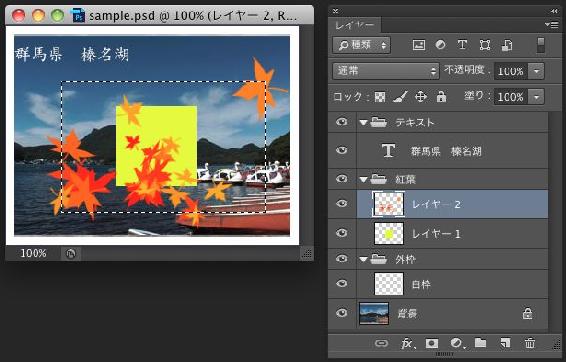 sample.psd @ 100% (レイヤー 2, R...
群馬県　榛名湖
100%
レイヤー
種類
通常
不透明度：
100%
ロック：
塗り：
100%
テキスト
T
群馬県　榛名湖
紅葉
レイヤー 2
レイヤー 1
外枠
白枠
背景
fx